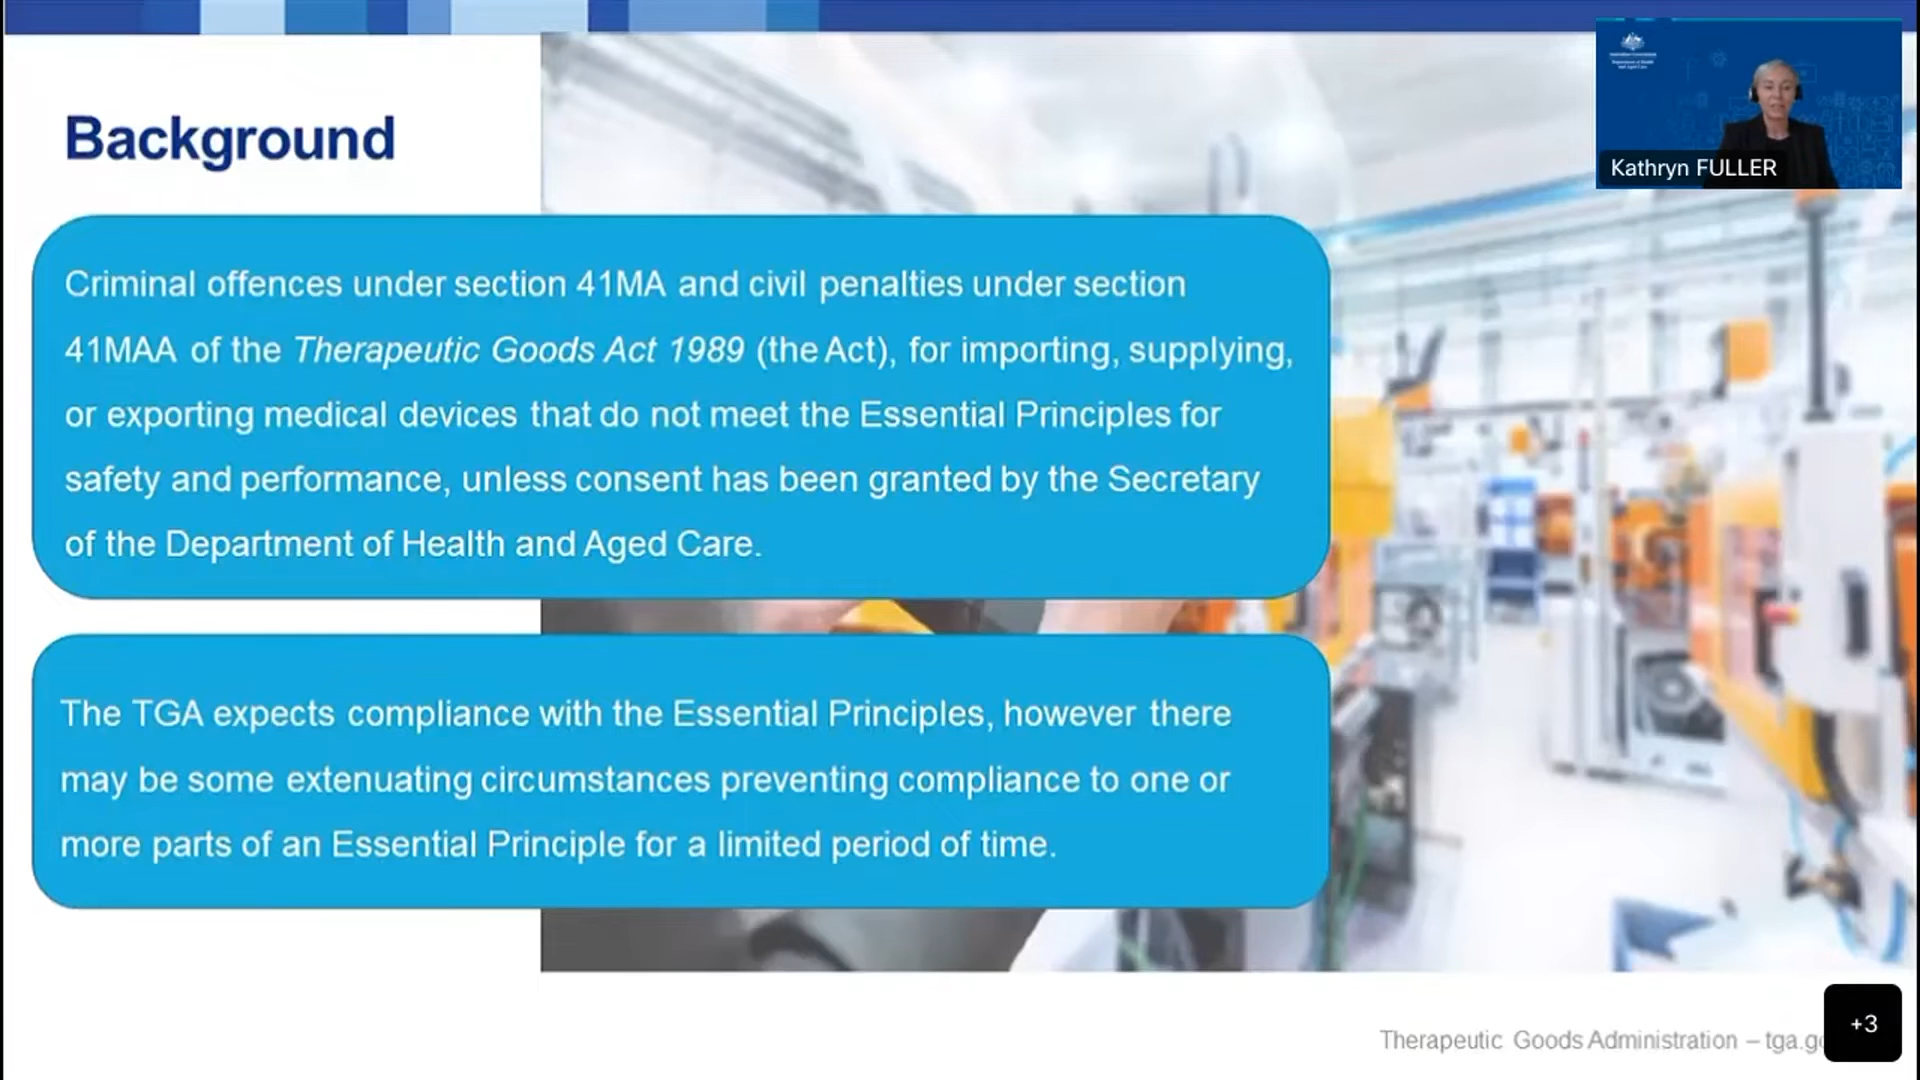 Background
Kathryn FULLER
Criminal offences under section 41MA and civil penalties under section
41MAA of the Therapeutic Goods Act 1989 (the Act), for importing, supplying,
or exporting medical devices that do not meet the Essential Principles for
safety and performance, unless consent has been granted by the Secretary
of the Department of Health and Aged Care.
The TGA expects compliance with the Essential Principles, however there
may be some extenuating circumstances preventing compliance to one or
more parts of an Essential Principle for a limited period of time.
Therapeutic Goods Administration –
+3